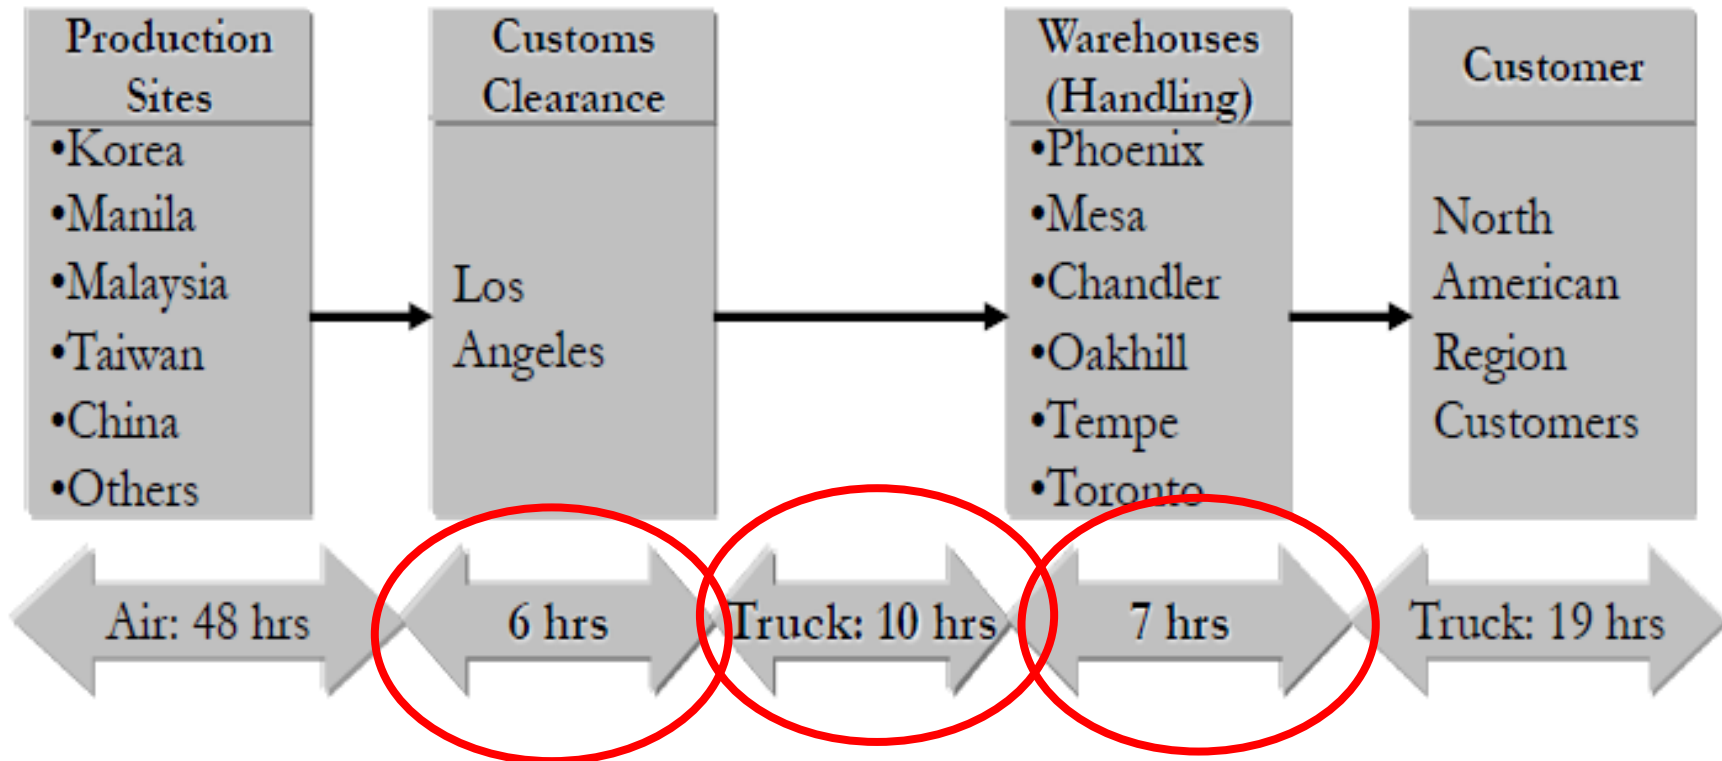 Production
Sites
•Korea
•Manila
•Malaysia
•Taiwan
•China
•Others
Customs
Clearance
Los
Angeles
Warehouses
(Handling)
•Phoenix
•Mesa
•Chandler
•Oakhill
•Tempe
•Toronto
Customer
North
American
Region
Customers
Air: 48 hrs
6 hrs
Truck: 10 hrs
7 hrs
Truck: 19 hrs